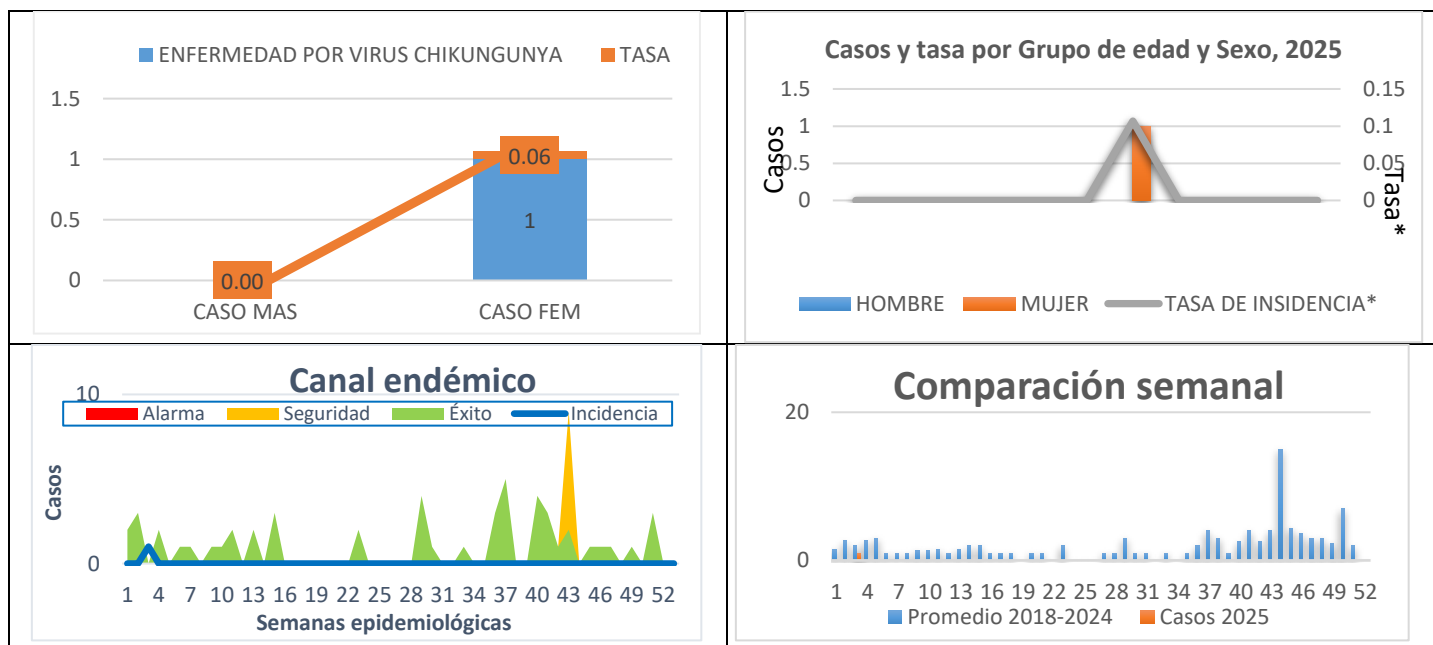 ENFERMEDAD POR VIRUS CHIKUNGUNYA TASA
1.5
1
0.5
0
0.06
1
0.00
CASO MAS CASO FEM
Casos y tasa por Grupo de edad y Sexo, 2025
1.5 0.15
1 0.1
0.5 0.05
0 0
Casos
Tasa*
HOMBRE MUJER TASA DE INSIDENCIA*
Canal endémico
10
Alarma Seguridad Éxito Incidencia
Casos
0
1 4 7 10 13 16 19 22 25 28 31 34 37 40 43 46 49 52
Semanas epidemiológicas
Comparación semanal
20
0
1 4 7 10 13 16 19 22 25 28 31 34 37 40 43 46 49 52
Promedio 2018-2024 Casos 2025